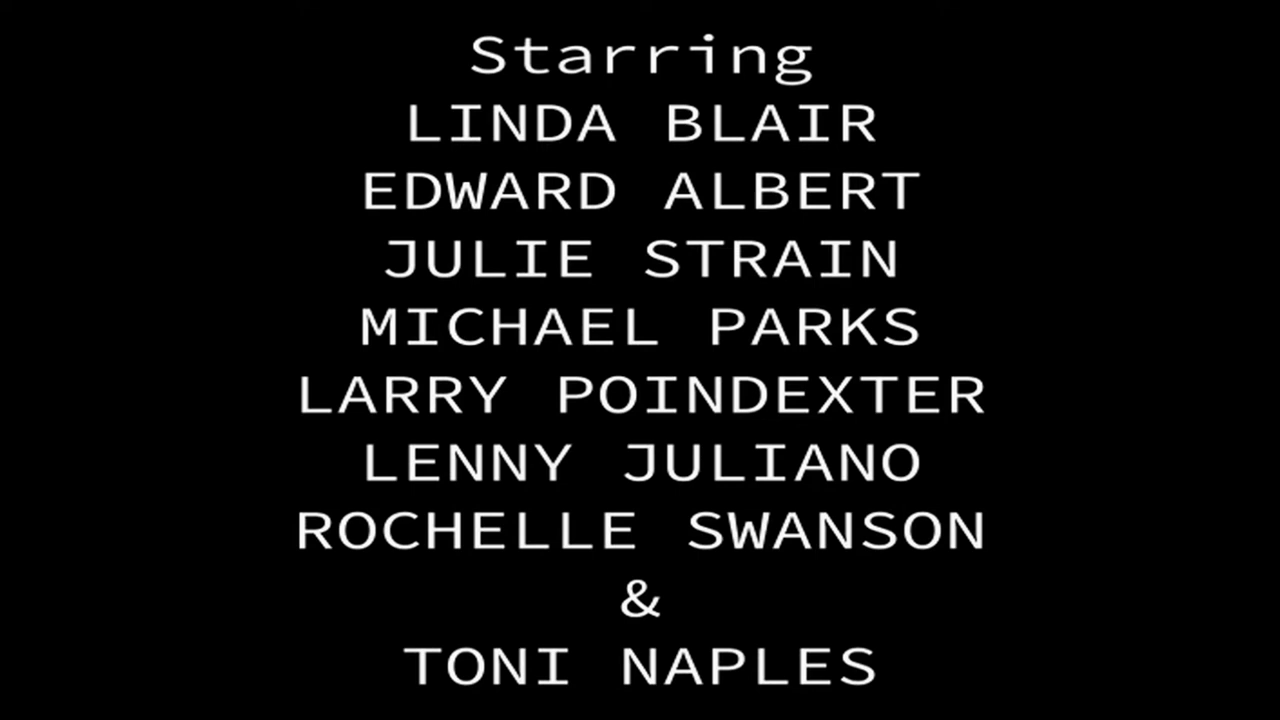 Starring
LINDA BLAIR
EDWARD ALBERT
JULIE STRAIN
MICHAEL PARKS
LARRY POINDEXTER
LENNY JULIANO
ROCHELLE SWANSON
&
TONI NAPLES